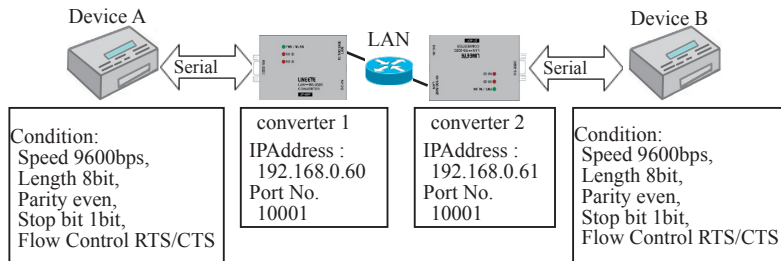 Device A
Device B
LAN
Serial
Serial
LINEEYE
LINEEYE
Condition:
Speed 9600bps,
Length 8bit,
Parity even,
Stop bit 1bit,
Flow Control RTS/CTS
converter 1
IPAddress :
192.168.0.60
Port No.
10001
converter 2
IPAddress :
192.168.0.61
Port No.
10001
Condition:
Speed 9600bps,
Length 8bit,
Parity even,
Stop bit 1bit,
Flow Control RTS/CTS